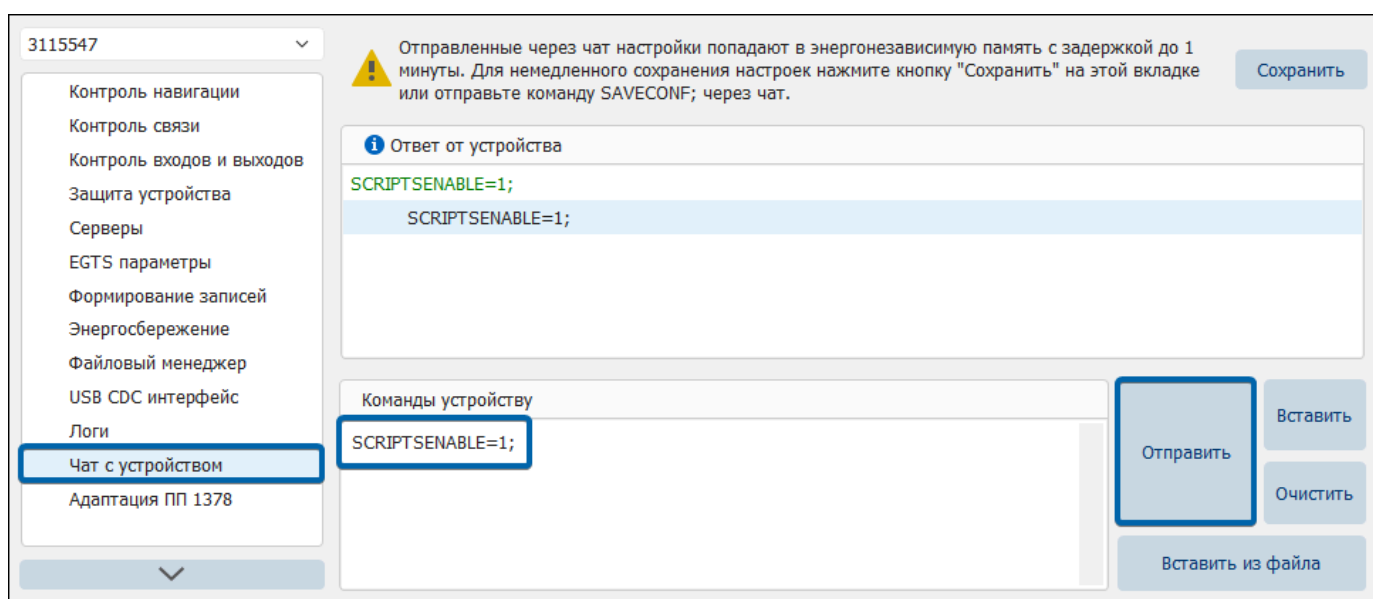 3115547
Контроль навигации
Контроль связи
Контроль входов и выходов
Защита устройства
Серверы
EGTS параметры
Формирование записей
Энергосбережение
Файловый менеджер
USB CDC интерфейс
Логи
Чат с устройством
Адаптация ПП 1378
Отправленные через чат настройки попадают в энергонезависимую память с задержкой до 1
минуты. Для немедленного сохранения настроек нажмите кнопку "Сохранить" на этой вкладке
или отправьте команду SAVECONF; через чат.
Сохранить
Ответ от устройства
SCRIPTSENABLE=1;
SCRIPTSENABLE=1;
Команды устройству
SCRIPTSENABLE=1;
Отправить
Вставить
Очистить
Вставить из файла